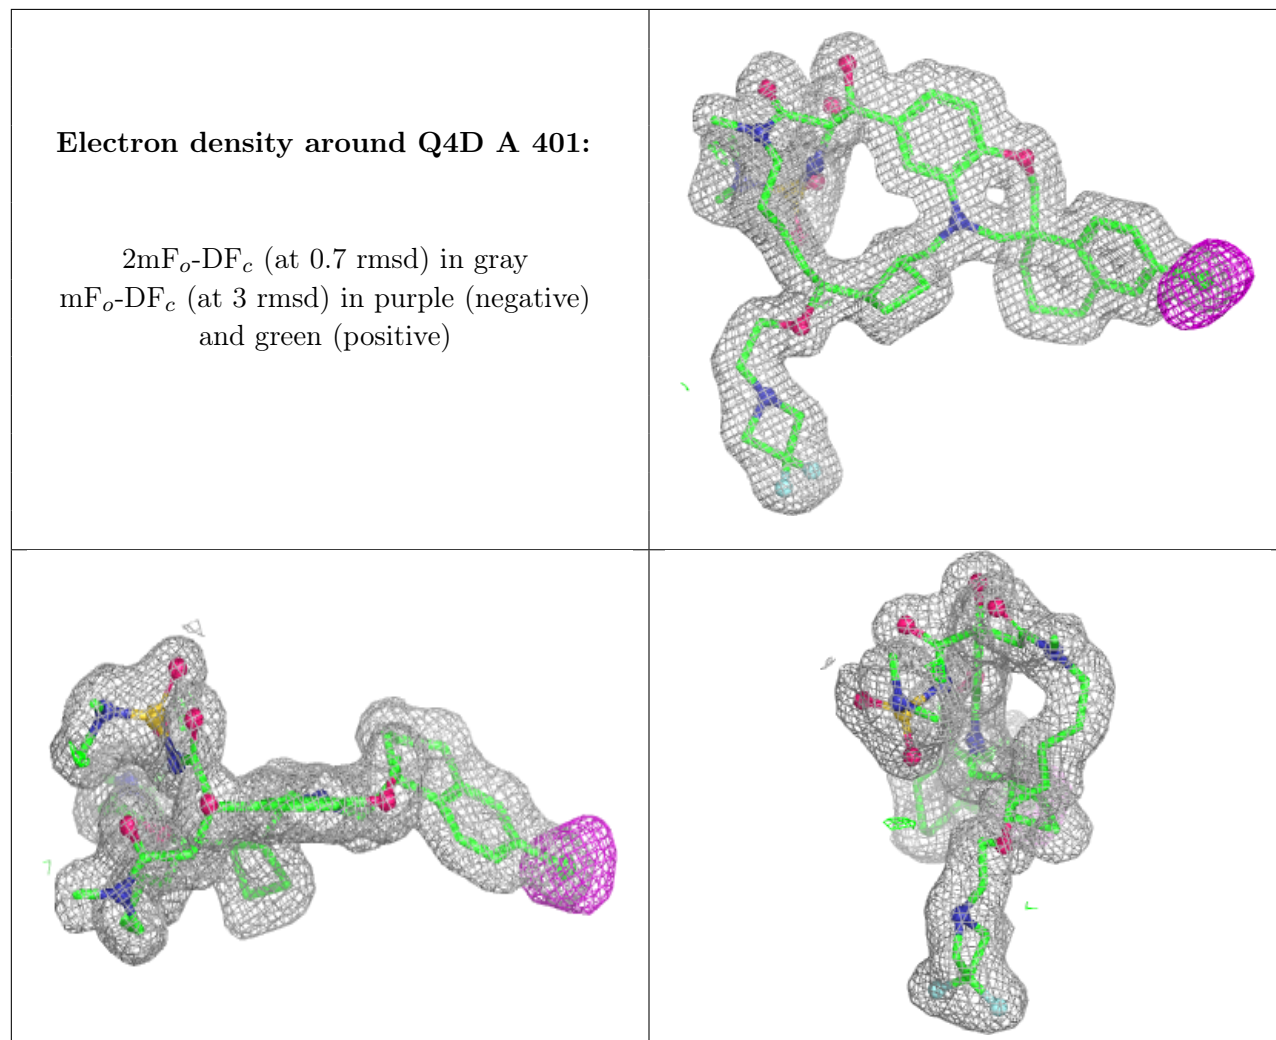 Electron density around Q4D A 401:
2mFo-DFc (at 0.7 rmsd) in gray
mFo-DFc (at 3 rmsd) in purple (negative)
and green (positive)